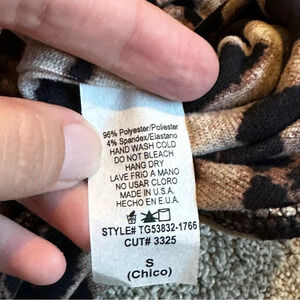 96% Polyester/Poliester
4% Spandex/Elastano
HAND WASH COLD
DO NOT BLEACH
HANG DRY
LAVE FRIO A MANO
NO USAR CLORO
MADE IN U.S.A.
HECHO EN E.U.A.
STYLE# TG53832-1766
CUT# 3325
S
(Chico)